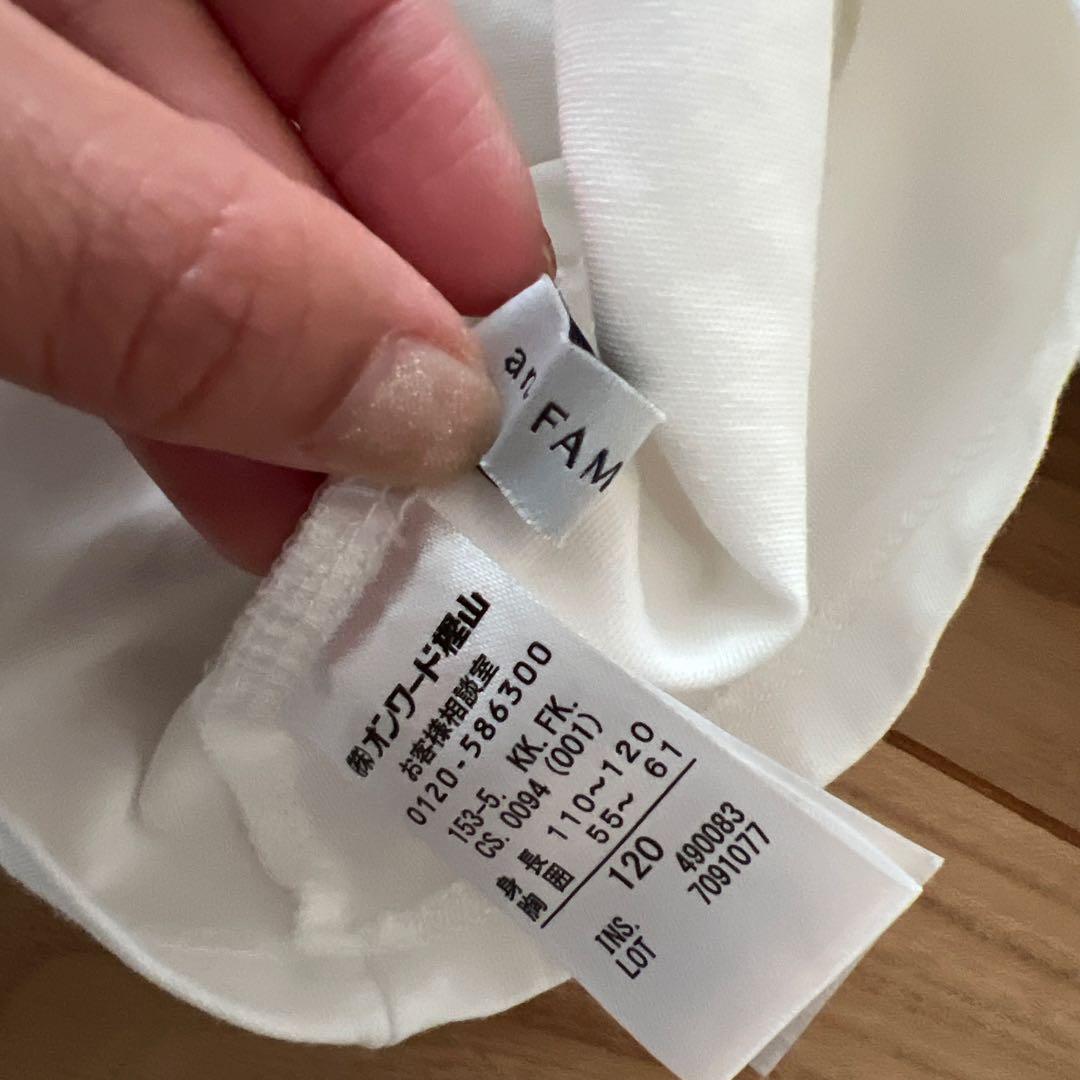 an
FAM
㈱オンワード樫山
お客様相談室
0120-586300
153-5. KK. FK.
CS. 0094 (001)
身長 110~120
胸囲 55~ 61
120
INS. 490083
LOT 7091077